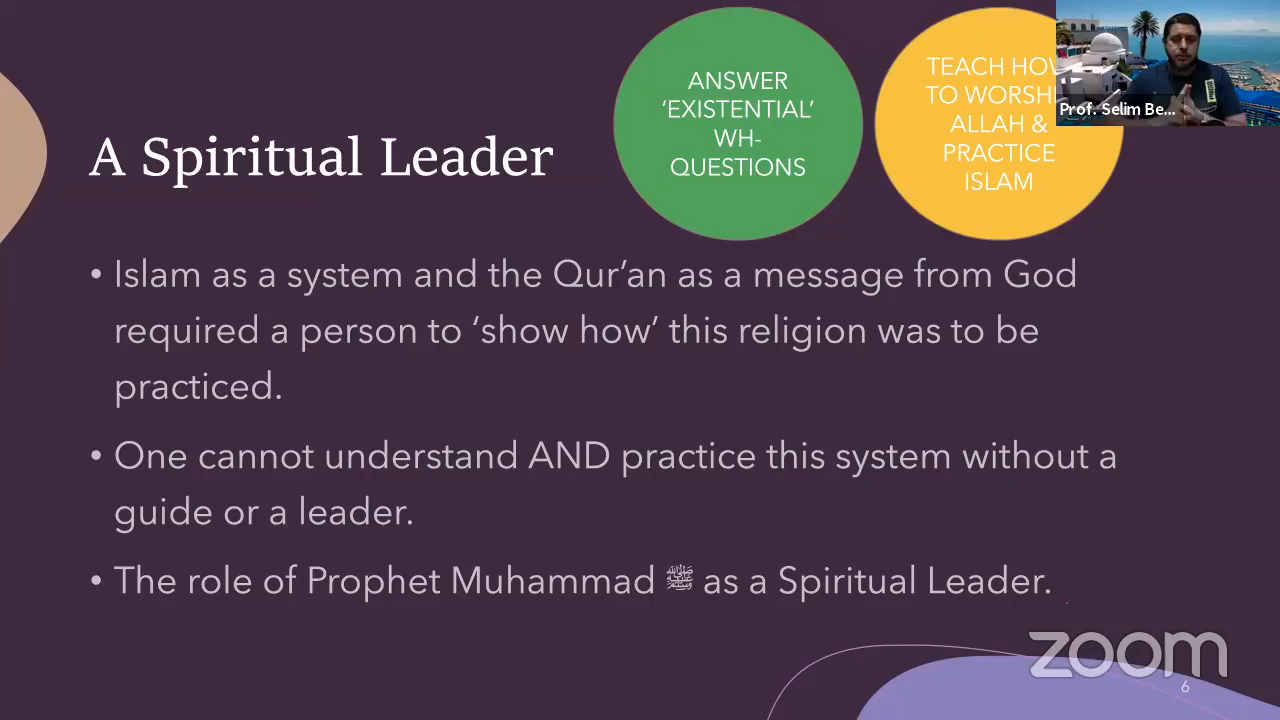 A Spiritual Leader
ANSWER
‘EXISTENTIAL’
WH-
QUESTIONS
TEACH
TO
ALLAH &
PRACTICE
ISLAM
Prof. Selim Be...
• Islam as a system and the Qur’an as a message from God
required a person to ‘show how’ this religion was to be
practiced.
• One cannot understand AND practice this system without a
guide or a leader.
• The role of Prophet Muhammad ﷺ as a Spiritual Leader.
zoom
6